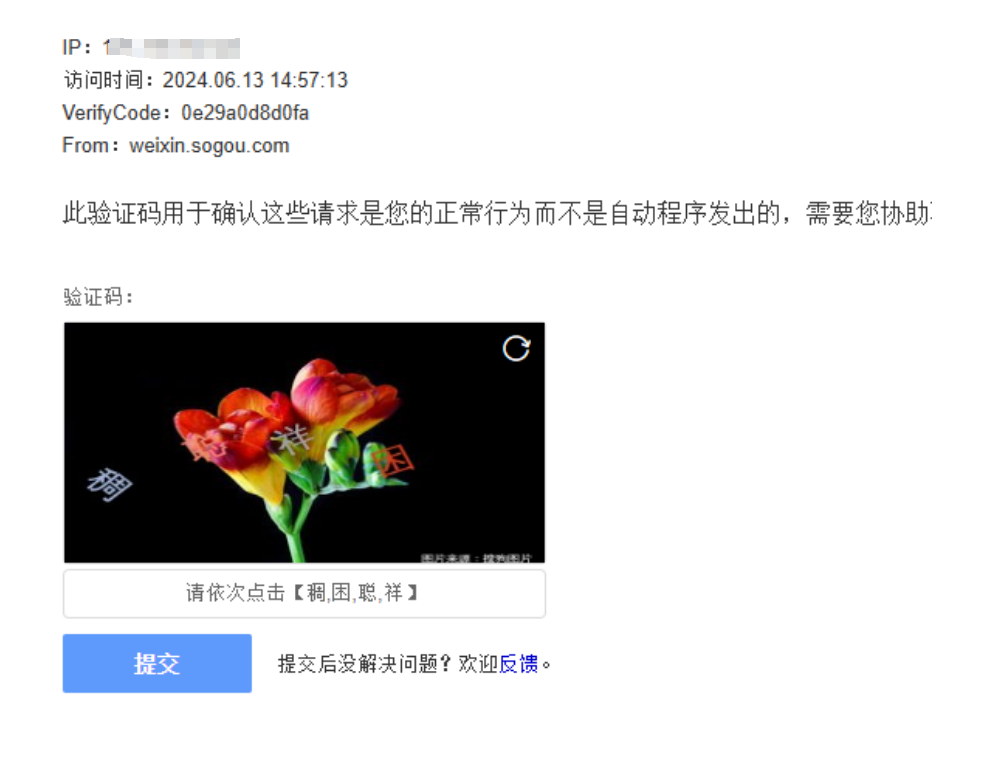 IP：1
访问时间：2024.06.13 14:57:13
VerifyCode：0e29a0d8d0fa
From：weixin.sogou.com
此验证码用于确认这些请求是您的正常行为而不是自动程序发出的，需要您协助
验证码：
聪 祥 困
稠
图片来源：搜狗图片
请依次点击【稠,困,聪,祥】
提交 提交后没解决问题？欢迎反馈。